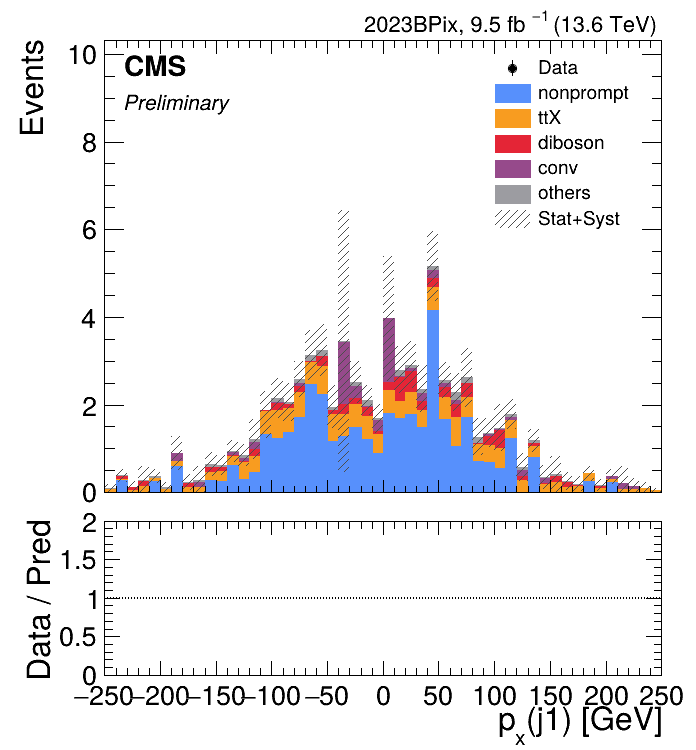 2023BPix, 9.5 fb⁻¹ (13.6 TeV)
CMS
Preliminary
Events
10
8
6
4
2
0
Data
nonprompt
ttX
diboson
conv
others
Stat+Syst
Data / Pred
2
1.5
1
0.5
0
−250 −200 −150 −100 −50 0 50 100 150 200 250
pₓ(j1) [GeV]